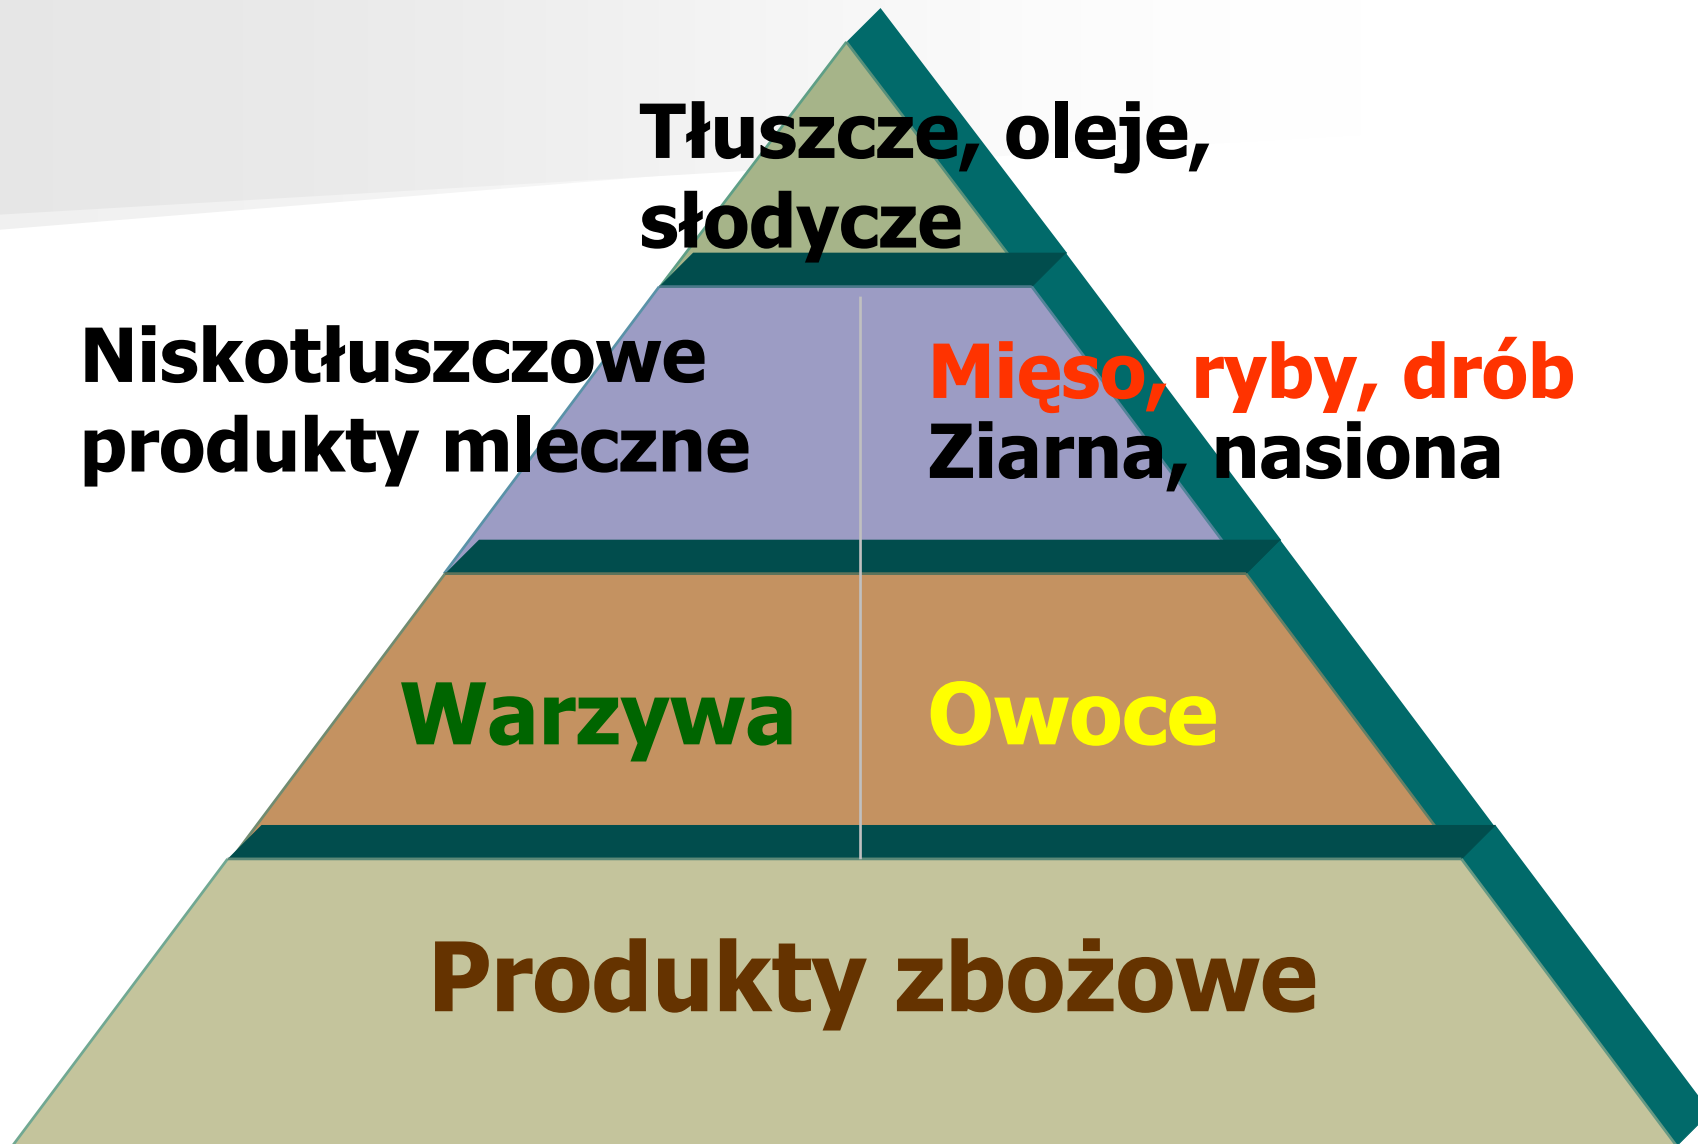 Tłuszcze, oleje,
słodycze
Niskotłuszczowe
produkty mleczne
Mięso, ryby, drób
Ziarna, nasiona
Warzywa
Owoce
Produkty zbożowe